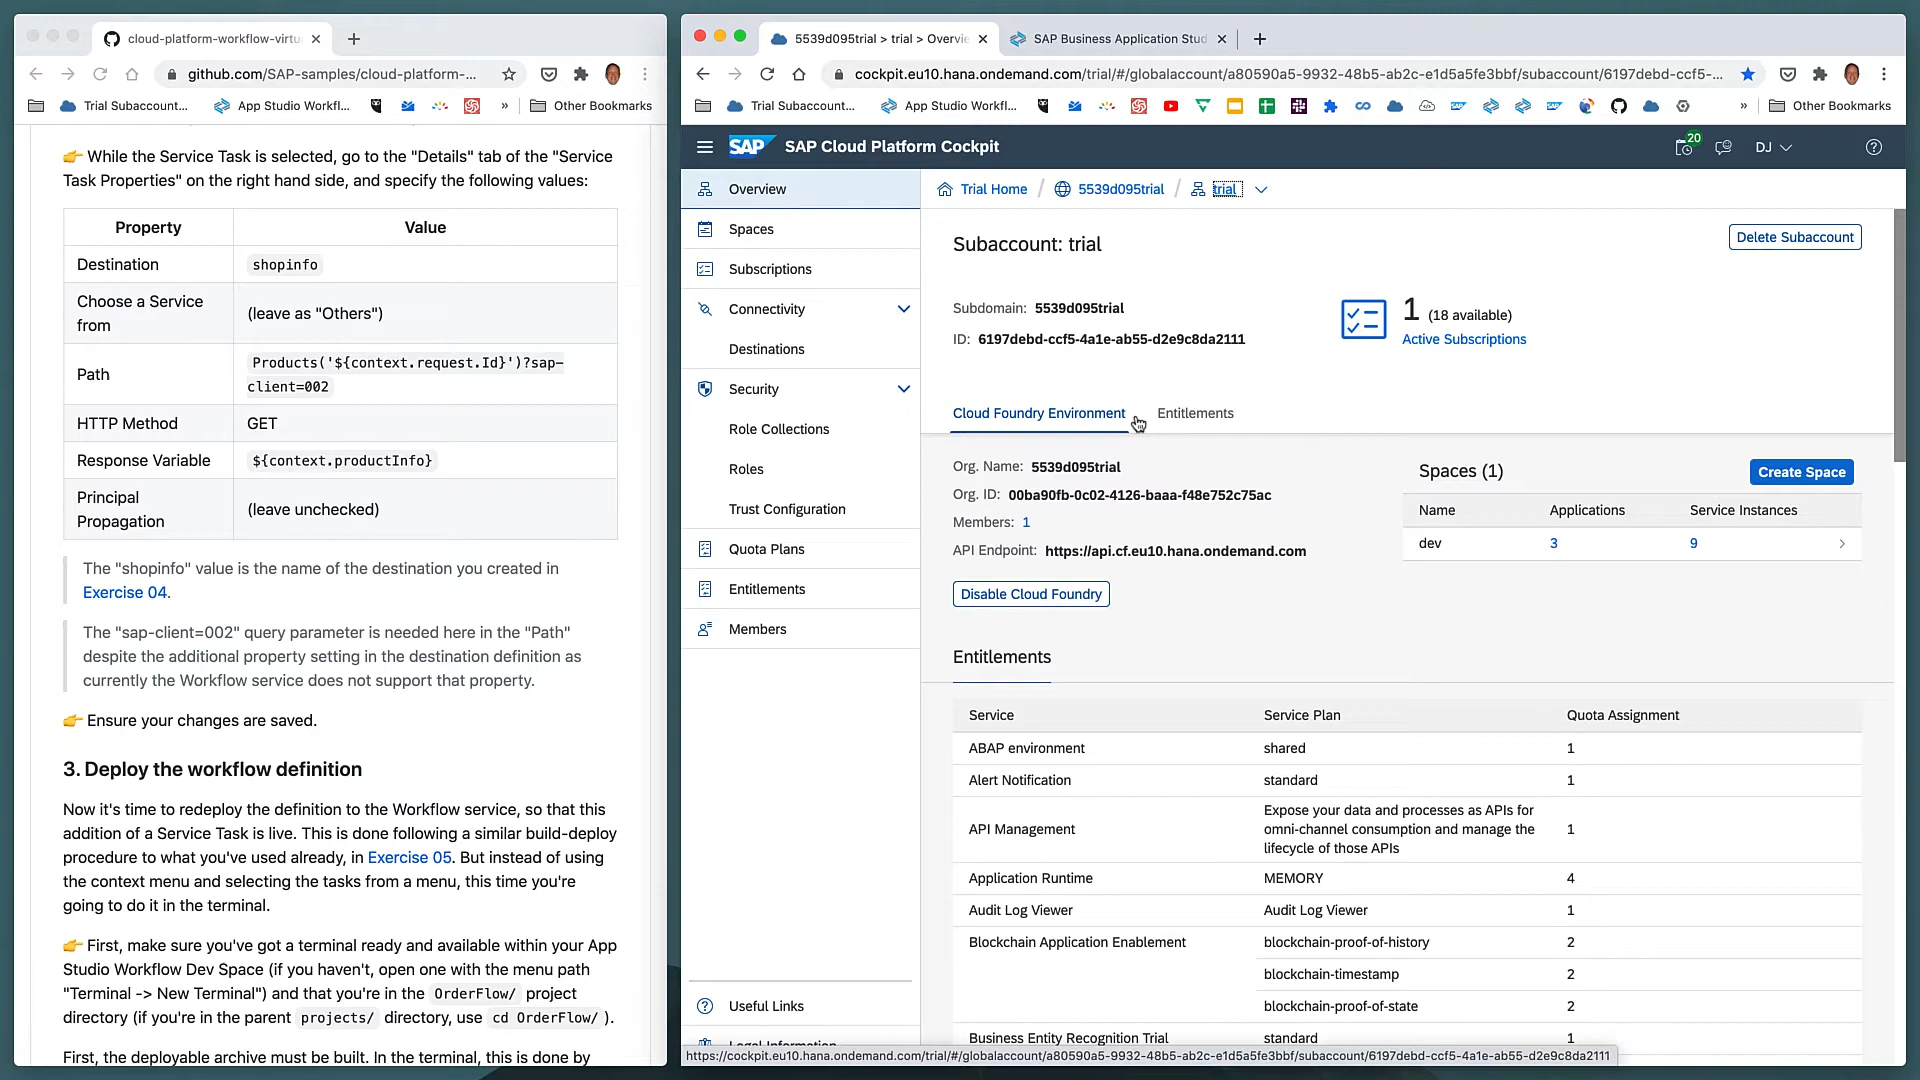 cloud-platform-workflow-virtu
github.com/SAP-samples/cloud-platform-...
Trial Subaccount...
App Studio Workfl...
»
Other Bookmarks
👉 While the Service Task is selected, go to the "Details" tab of the "Service
Task Properties" on the right hand side, and specify the following values:
Property
Value
Destination
shopinfo
Choose a Service
from
(leave as "Others")
Path
Products('${context.request.Id}')?sap-
client=002
HTTP Method
GET
Response Variable
${context.productInfo}
Principal
Propagation
(leave unchecked)
The "shopinfo" value is the name of the destination you created in
Exercise 04.
The "sap-client=002" query parameter is needed here in the "Path"
despite the additional property setting in the destination definition as
currently the Workflow service does not support that property.
👉 Ensure your changes are saved.
3. Deploy the workflow definition
Now it's time to redeploy the definition to the Workflow service, so that this
addition of a Service Task is live. This is done following a similar build-deploy
procedure to what you've used already, in Exercise 05. But instead of using
the context menu and selecting the tasks from a menu, this time you're
going to do it in the terminal.
👉 First, make sure you've got a terminal ready and available within your App
Studio Workflow Dev Space (if you haven't, open one with the menu path
"Terminal -> New Terminal") and that you're in the OrderFlow/ project
directory (if you're in the parent projects/ directory, use cd OrderFlow/ ).
First, the deployable archive must be built. In the terminal, this is done by
5539d095trial > trial > Overvie
SAP Business Application Stud
cockpit.eu10.hana.ondemand.com/trial/#/globalaccount/a80590a5-9932-48b5-ab2c-e1d5a5fe3bbf/subaccount/6197debd-ccf5-...
Trial Subaccount...
App Studio Workfl...
»
Other Bookmarks
SAP
SAP Cloud Platform Cockpit
20
DJ
Overview
Spaces
Subscriptions
Connectivity
Destinations
Security
Role Collections
Roles
Trust Configuration
Quota Plans
Entitlements
Members
Useful Links
Legal Information
Trial Home / 5539d095trial / trial
Subaccount: trial
Delete Subaccount
Subdomain: 5539d095trial
ID: 6197debd-ccf5-4a1e-ab55-d2e9c8da2111
1 (18 available)
Active Subscriptions
Cloud Foundry Environment
Entitlements
Org. Name: 5539d095trial
Org. ID: 00ba90fb-0c02-4126-baaa-f48e752c75ac
Members: 1
API Endpoint: https://api.cf.eu10.hana.ondemand.com
Disable Cloud Foundry
Spaces (1)
Create Space
Name Applications Service Instances
dev 3 9
Entitlements
Service Service Plan Quota Assignment
ABAP environment shared 1
Alert Notification standard 1
API Management Expose your data and processes as APIs for
omni-channel consumption and manage the
lifecycle of those APIs 1
Application Runtime MEMORY 4
Audit Log Viewer Audit Log Viewer 1
Blockchain Application Enablement blockchain-proof-of-history 2
blockchain-timestamp 2
blockchain-proof-of-state 2
Business Entity Recognition Trial standard 1
https://cockpit.eu10.hana.ondemand.com/trial/#/globalaccount/a80590a5-9932-48b5-ab2c-e1d5a5fe3bbf/subaccount/6197debd-ccf5-4a1e-ab55-d2e9c8da2111